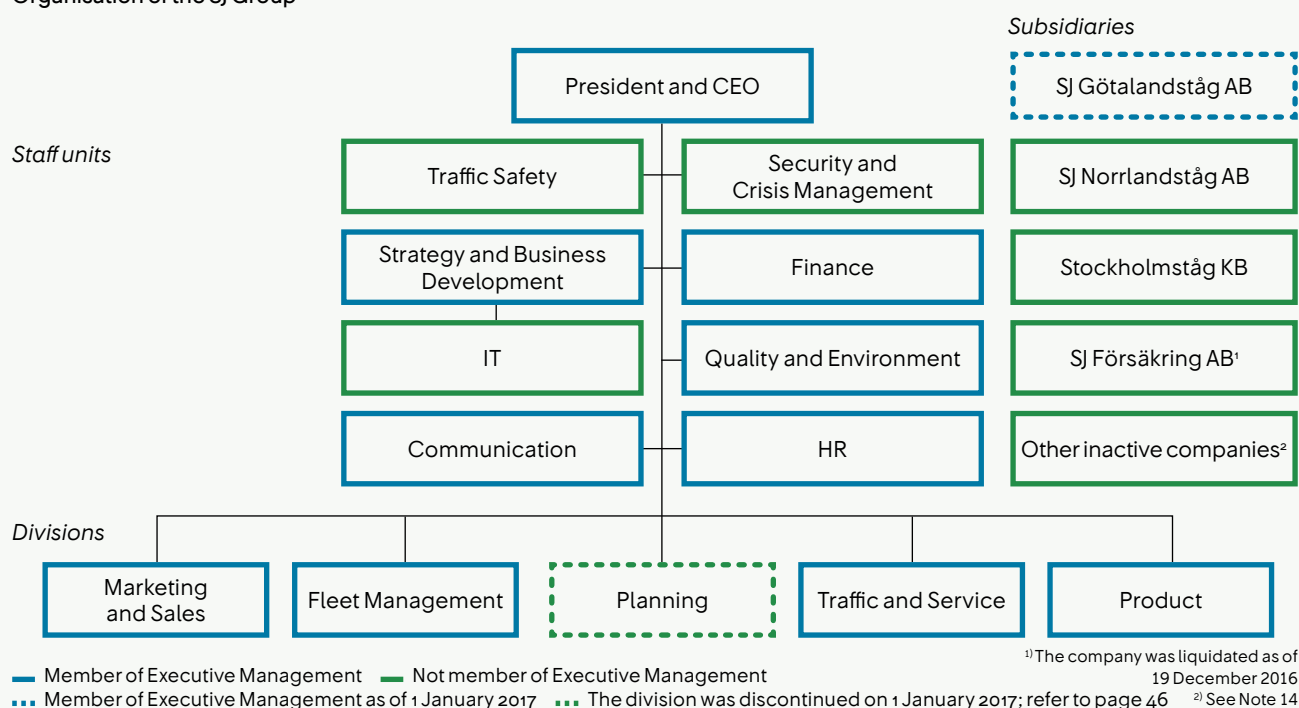 Organisation of the SJ Group
Subsidiaries
President and CEO
SJ Götalandståg AB
Staff units
Traffic Safety
Security and
Crisis Management
SJ Norrlandståg AB
Strategy and Business
Development
Finance
Stockholmståg KB
IT
Quality and Environment
SJ Försäkring AB¹
Communication
HR
Other inactive companies²
Divisions
Marketing
and Sales
Fleet Management
Planning
Traffic and Service
Product
Member of Executive Management
Not member of Executive Management
Member of Executive Management as of 1 January 2017
The division was discontinued on 1 January 2017; refer to page 46
¹⁾ The company was liquidated as of
19 December 2016
²⁾ See Note 14